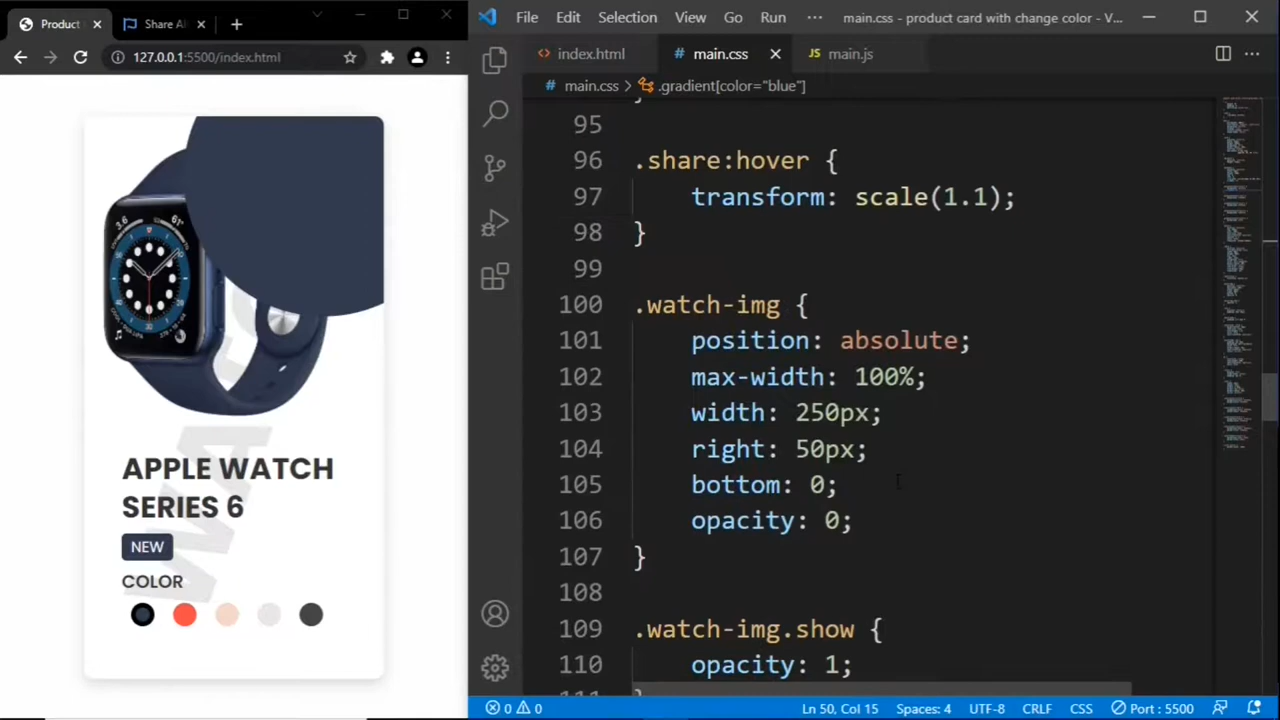 Product
Share Al
File Edit Selection View Go Run ··· main.css - product card with change color - V...
127.0.0.1:5500/index.html
index.html
main.css
JS main.js
main.css > .gradient[color="blue"]
95
96 .share:hover {
97 transform: scale(1.1);
98 }
99
100 .watch-img {
101 position: absolute;
102 max-width: 100%;
103 width: 250px;
104 right: 50px;
105 bottom: 0;
106 opacity: 0;
107 }
108
109 .watch-img.show {
110 opacity: 1;
111
APPLE WATCH
SERIES 6
NEW
COLOR
0 0 Ln 50, Col 15 Spaces: 4 UTF-8 CRLF CSS Port : 5500